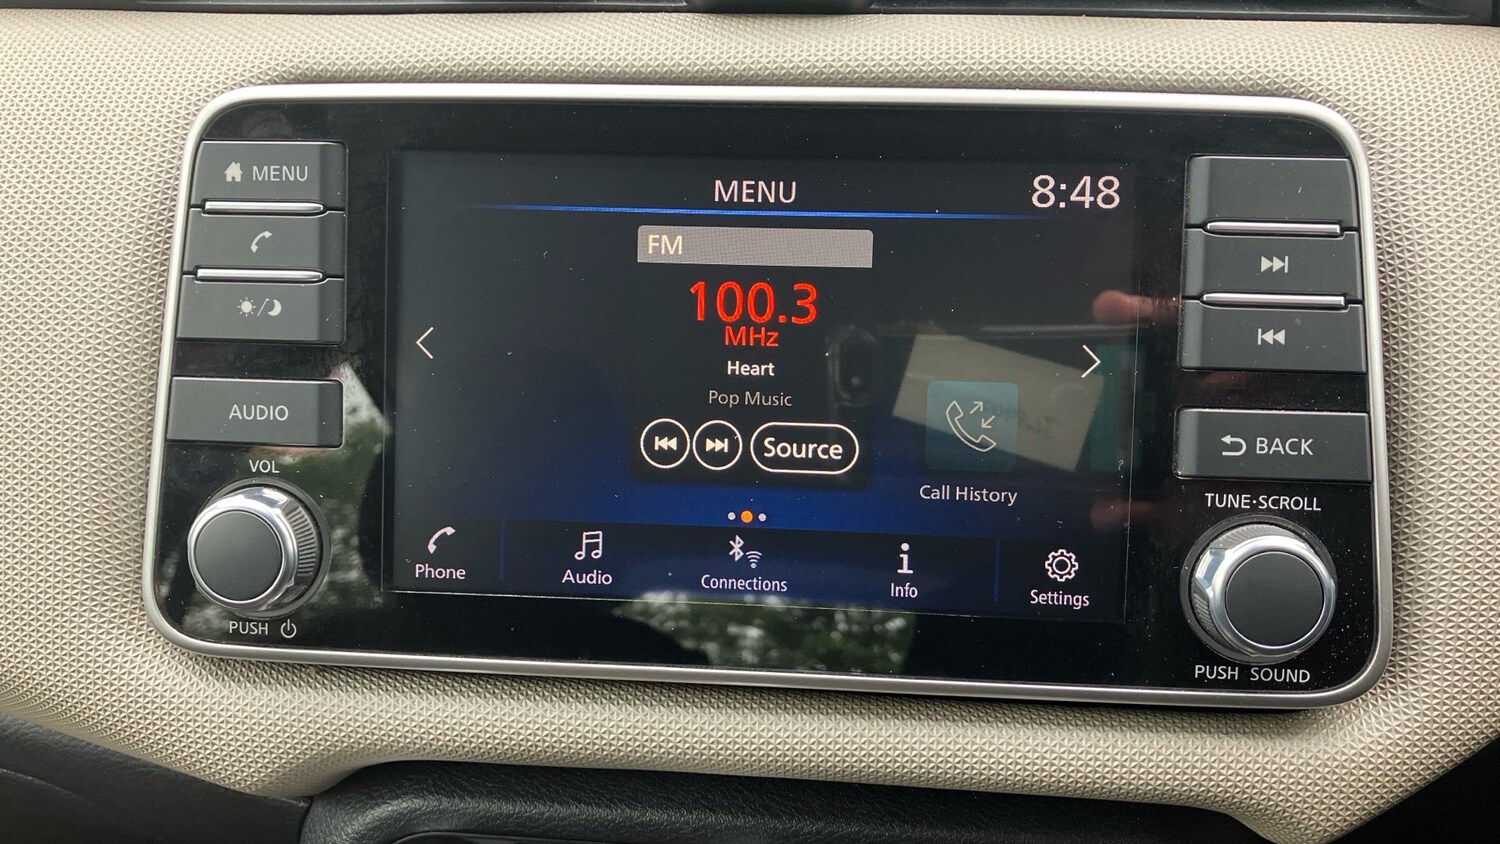 MENU
AUDIO
VOL
PUSH
MENU
8:48
FM
100.3
MHz
Heart
Pop Music
Source
Call History
Phone
Audio
Connections
Info
Settings
BACK
TUNE·SCROLL
PUSH SOUND